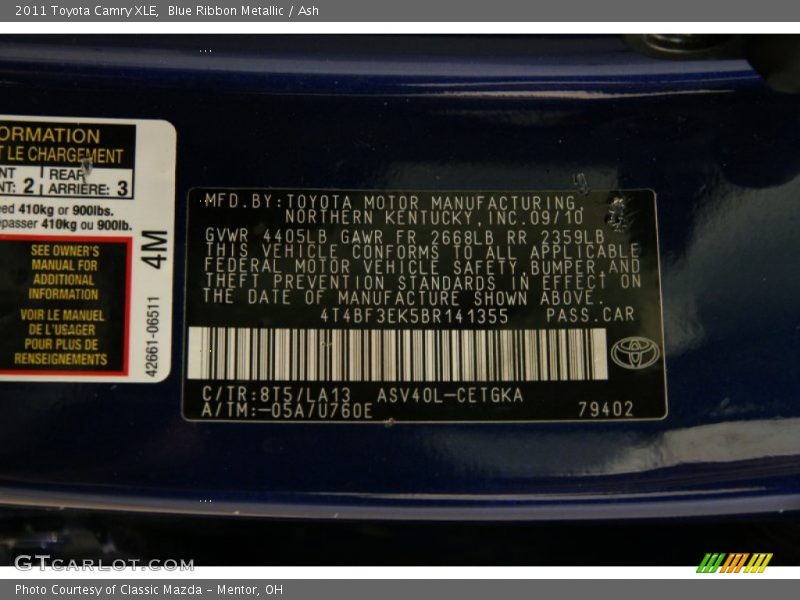 2011 Toyota Camry XLE,  Blue Ribbon Metallic / Ash
ORMATION
T LE CHARGEMENT
NT
NT: 2
REAR
ARRIÈRE: 3
eed 410kg or 900lbs.
epasser 410kg ou 900lb.
SEE OWNER'S
MANUAL FOR
ADDITIONAL
INFORMATION
VOIR LE MANUEL
DE L'USAGER
POUR PLUS DE
RENSEIGNEMENTS
4M
42661-06511
MFD.BY:TOYOTA MOTOR MANUFACTURING,
NORTHERN KENTUCKY,INC.09/10
GVWR 4405LB GAWR FR 2668LB RR 2359LB
THIS VEHICLE CONFORMS TO ALL APPLICABLE
FEDERAL MOTOR VEHICLE SAFETY,BUMPER,AND
THEFT PREVENTION STANDARDS IN EFFECT ON
THE DATE OF MANUFACTURE SHOWN ABOVE.
4T4BF3EK5BR141355 PASS.CAR
C/TR:8T5/LA13 ASV40L-CETGKA
A/TM:-05A/U760E 79402
GTCARLOT.COM
Photo Courtesy of Classic Mazda - Mentor, OH